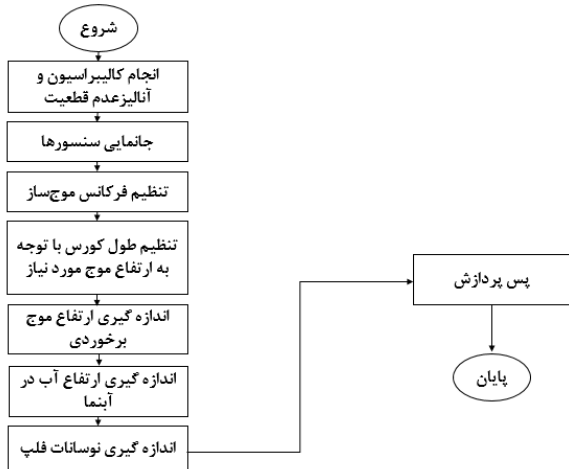 شروع
انجام کالیبراسیون و
آنالیزعدم قطعیت
جانمایی سنسورها
تنظیم فرکانس موج‌ساز
تنظیم طول کورس با توجه
به ارتفاع موج مورد نیاز
اندازه گیری ارتفاع موج
برخوردی
اندازه گیری ارتفاع آب در
آبنما
اندازه گیری نوسانات فلپ
پس پردازش
پایان